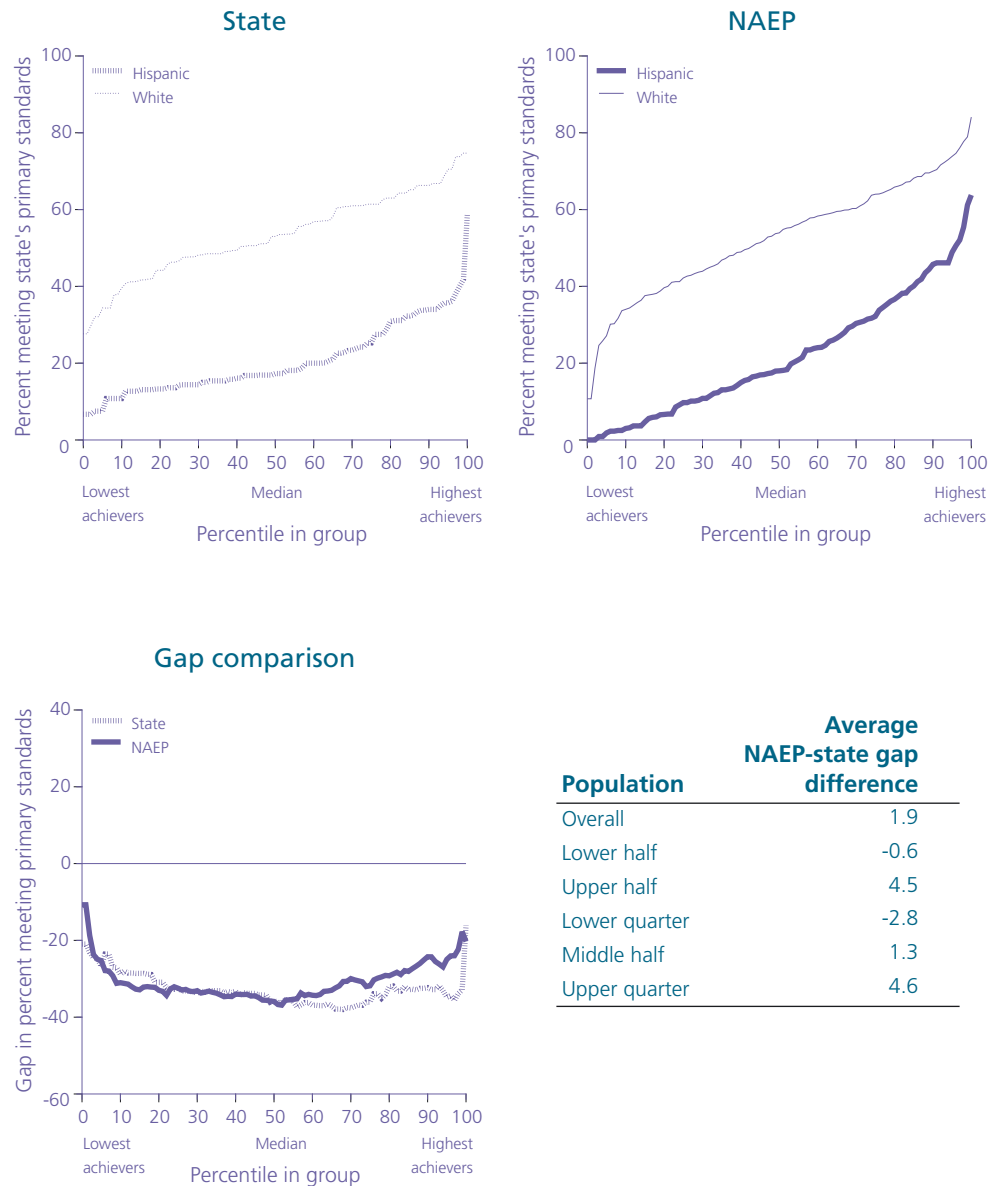 State
Percent meeting state's primary standards
100
80
60
40
20
0
Hispanic
White
0 10 20 30 40 50 60 70 80 90 100
Lowest achievers
Median
Highest achievers
Percentile in group
NAEP
Percent meeting state's primary standards
100
80
60
40
20
0
Hispanic
White
0 10 20 30 40 50 60 70 80 90 100
Lowest achievers
Median
Highest achievers
Percentile in group
Gap comparison
Gap in percent meeting primary standards
40
20
0
-20
-40
-60
State
NAEP
0 10 20 30 40 50 60 70 80 90 100
Lowest achievers
Median
Highest achievers
Percentile in group
Average
NAEP-state gap
Population difference
Overall 1.9
Lower half -0.6
Upper half 4.5
Lower quarter -2.8
Middle half 1.3
Upper quarter 4.6